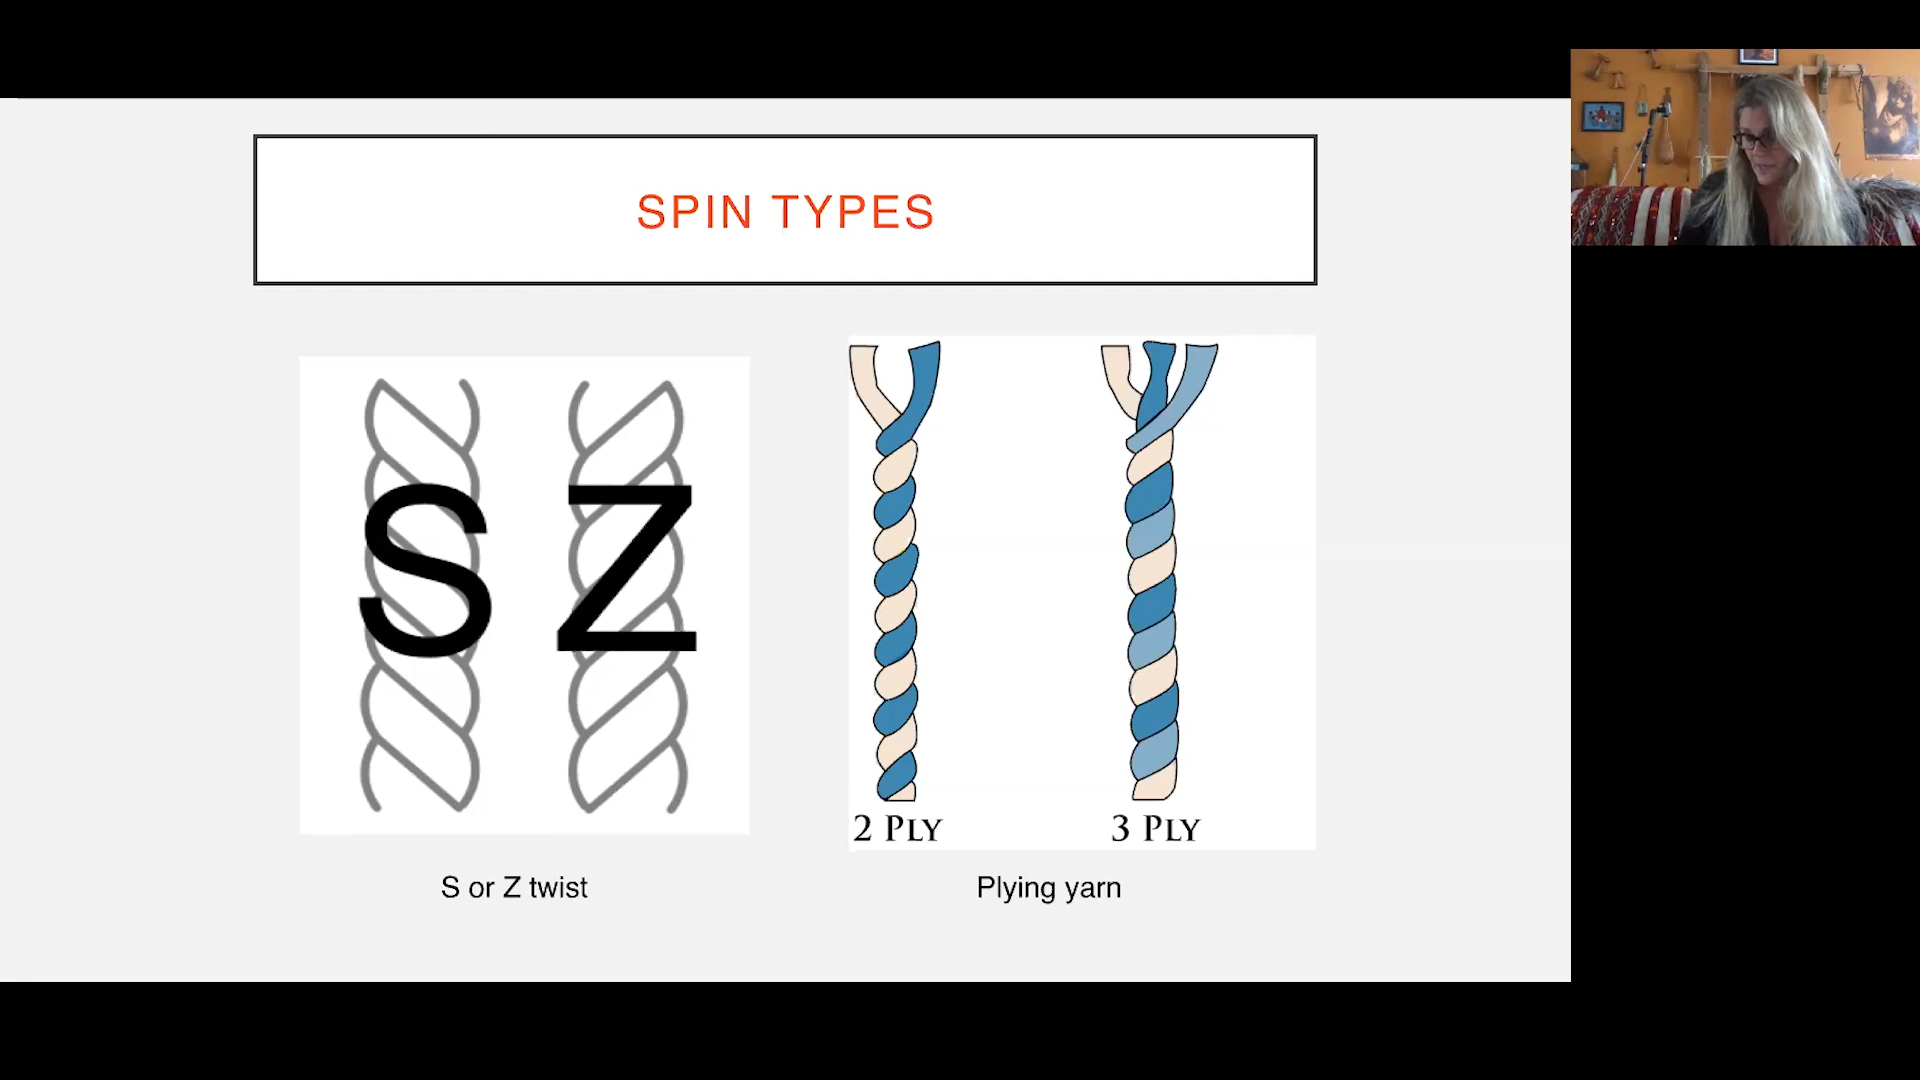 SPIN TYPES
S Z
2 PLY
3 PLY
S or Z twist
Plying yarn